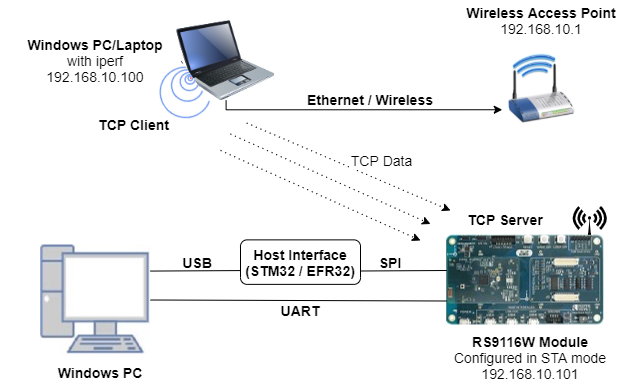 Wireless Access Point
192.168.10.1
Windows PC/Laptop
with iperf
192.168.10.100
Ethernet / Wireless
TCP Client
TCP Data
TCP Server
Host Interface
(STM32 / EFR32)
USB
SPI
UART
RS9116W Module
Configured in STA mode
192.168.10.101
Windows PC